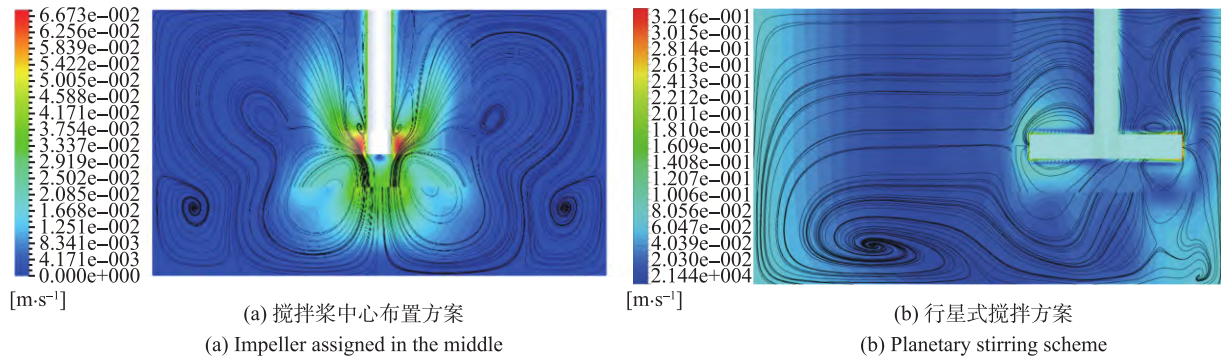 6.673e−002
6.256e−002
5.839e−002
5.422e−002
5.005e−002
4.588e−002
4.171e−002
3.754e−002
3.337e−002
2.919e−002
2.502e−002
2.085e−002
1.668e−002
1.251e−002
8.341e−003
4.171e−003
0.000e+000
[m·s⁻¹]
(a) 搅拌桨中心布置方案
(a) Impeller assigned in the middle
3.216e−001
3.015e−001
2.814e−001
2.613e−001
2.413e−001
2.212e−001
2.011e−001
1.810e−001
1.609e−001
1.408e−001
1.207e−001
1.006e−001
8.056e−002
6.047e−002
4.039e−002
2.030e−002
2.144e+004
[m·s⁻¹]
(b) 行星式搅拌方案
(b) Planetary stirring scheme